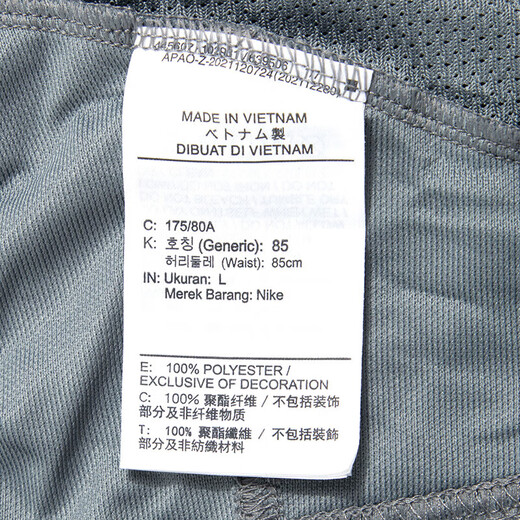 APAO-Z-2021120724(20211228
MADE IN VIETNAM
ベトナム製
DIBUAT DI VIETNAM
C: 175/80A
K: 호칭 (Generic): 85
허리둘레 (Waist): 85cm
IN: Ukuran: L
Merek Barang: Nike
E: 100% POLYESTER /
EXCLUSIVE OF DECORATION
C: 100% 聚酯纤维 / 不包括装饰
部分及非纤维物质
T: 100% 聚酯纖維 / 不包括裝飾
部分及非紡織材料